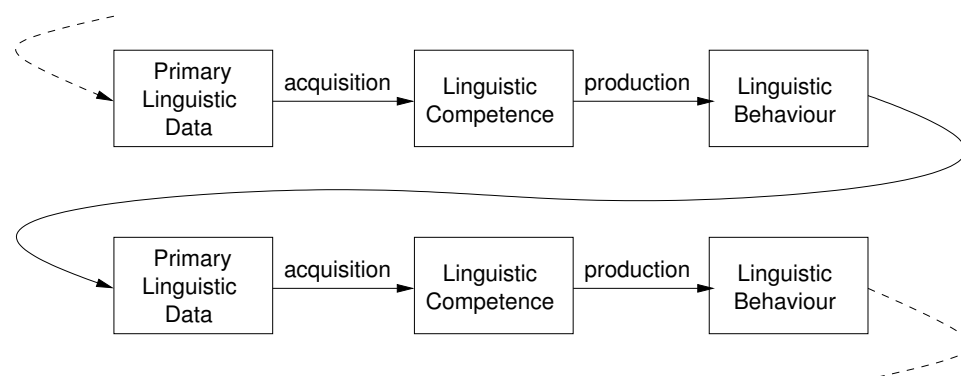 Primary
Linguistic
Data
acquisition
Linguistic
Competence
production
Linguistic
Behaviour
Primary
Linguistic
Data
acquisition
Linguistic
Competence
production
Linguistic
Behaviour